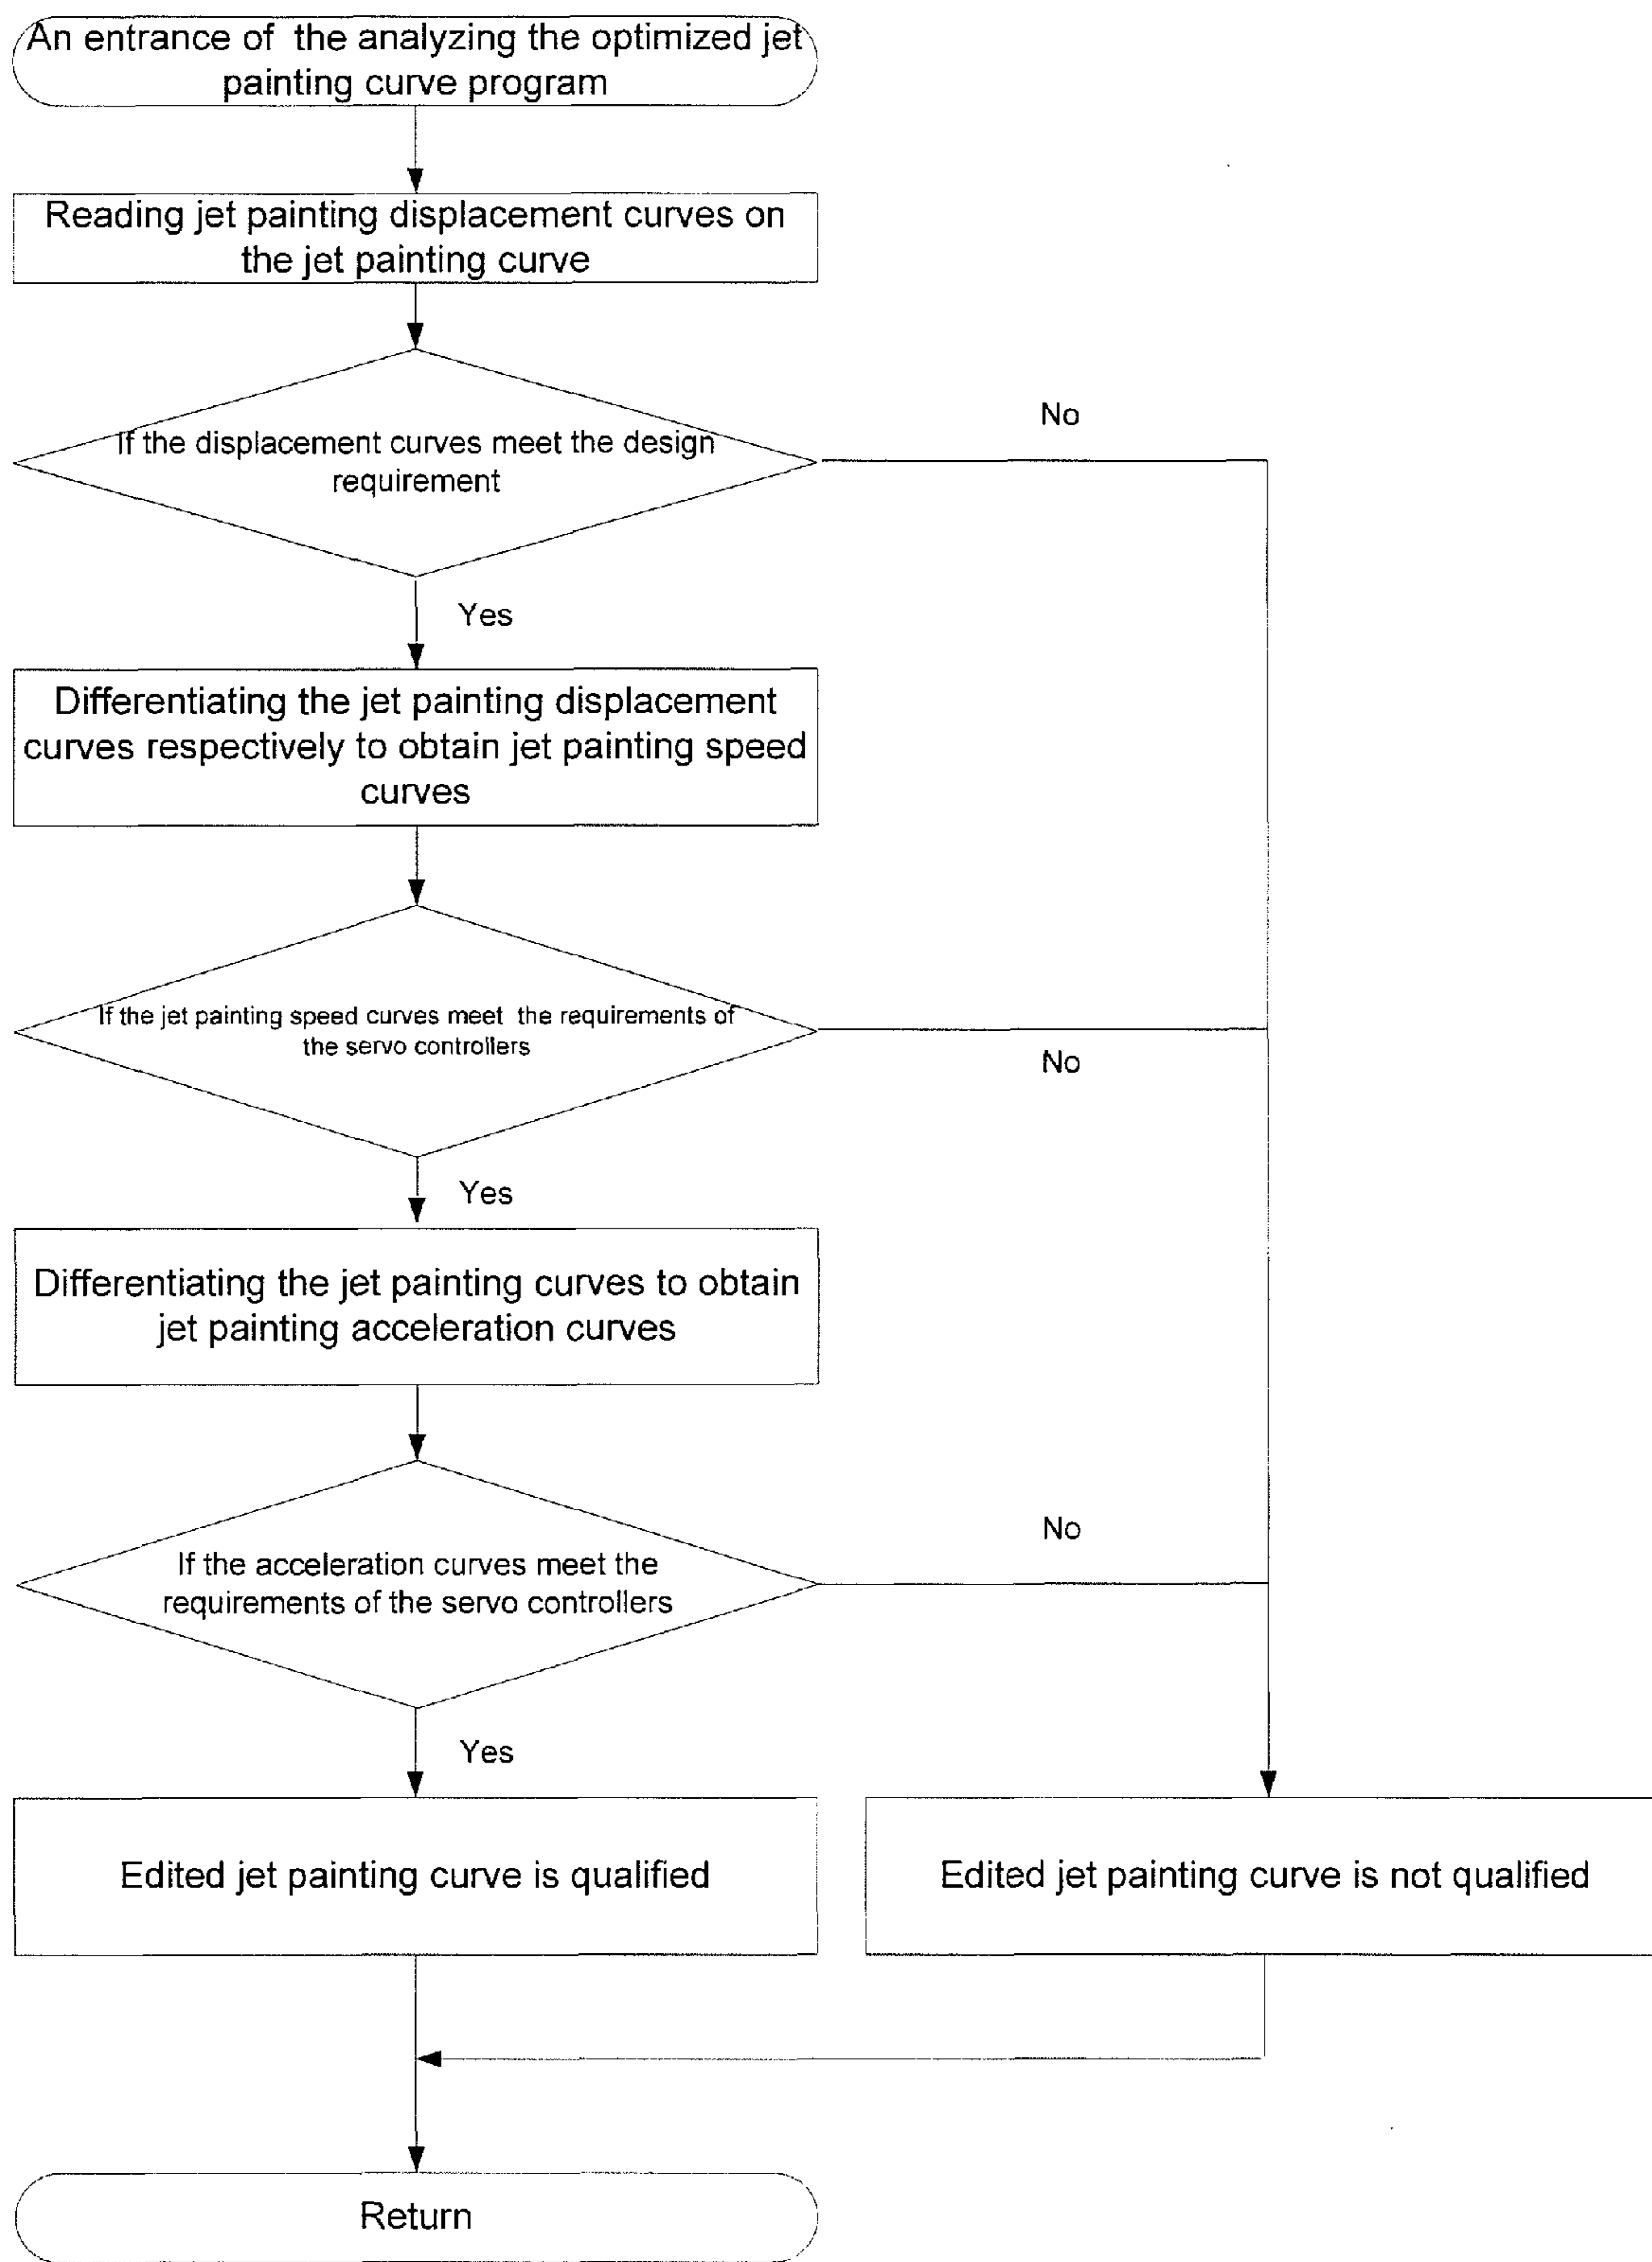 An entrance of the analyzing the optimized jet
painting curve program
Reading jet painting displacement curves on
the jet painting curve
If the displacement curves meet the design
requirement
No
Yes
Differentiating the jet painting displacement
curves respectively to obtain jet painting speed
curves
If the jet painting speed curves meet the requirements of
the servo controllers
No
Yes
Differentiating the jet painting curves to obtain
jet painting acceleration curves
If the acceleration curves meet the
requirements of the servo controllers
No
Yes
Edited jet painting curve is qualified
Edited jet painting curve is not qualified
Return